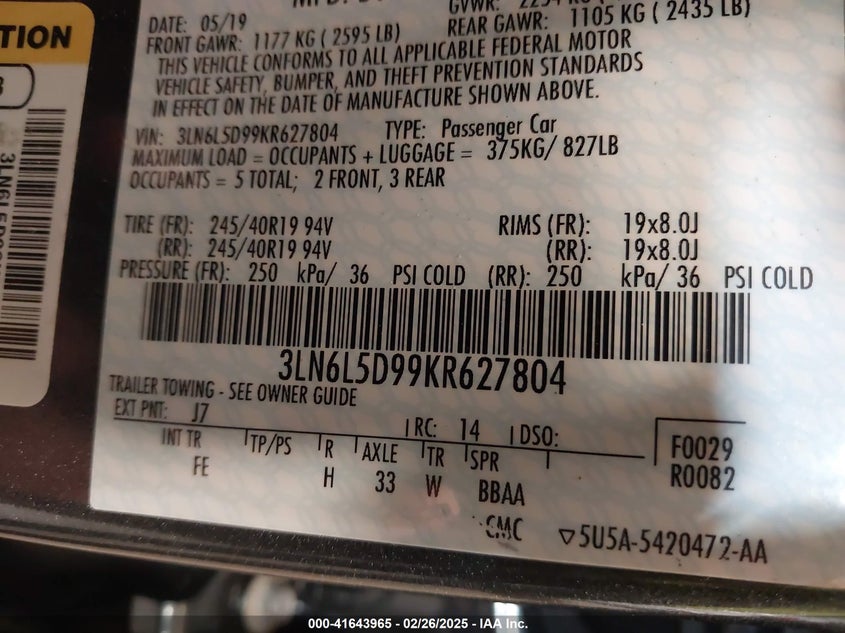 TION
3
DATE: 05/19
REAR GAWR: 1105 KG ( 2435 LB)
FRONT GAWR: 1177 KG ( 2595 LB)
THIS VEHICLE CONFORMS TO ALL APPLICABLE FEDERAL MOTOR
VEHICLE SAFETY, BUMPER, AND THEFT PREVENTION STANDARDS
IN EFFECT ON THE DATE OF MANUFACTURE SHOWN ABOVE.
VIN: 3LN6L5D99KR627804 TYPE: Passenger Car
MAXIMUM LOAD = OCCUPANTS + LUGGAGE = 375KG/ 827LB
OCCUPANTS = 5 TOTAL; 2 FRONT, 3 REAR
TIRE (FR): 245/40R19 94V RIMS (FR): 19x8.0J
(RR): 245/40R19 94V (RR): 19x8.0J
PRESSURE (FR): 250 kPa/ 36 PSI COLD (RR): 250 kPa/ 36 PSI COLD
3LN6L5D99KR627804
TRAILER TOWING - SEE OWNER GUIDE
EXT PNT: J7 RC: 14 DSO:
INT TR TP/PS R AXLE TR SPR
FE H 33 W BBAA
F0029
R0082
CMC
5U5A-5420472-AA
000-41643965 - 02/26/2025 - IAA Inc.